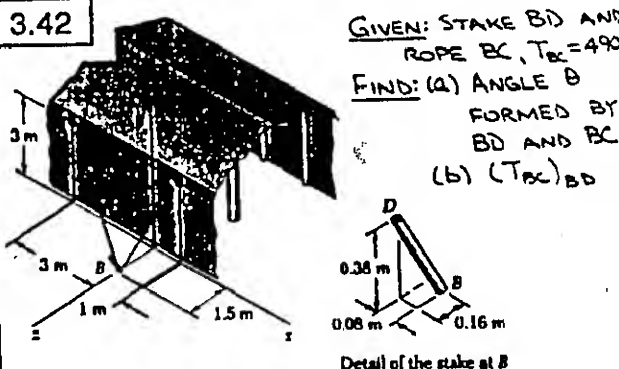 3.42
GIVEN: STAKE BD AND
ROPE BC, TBC=490
FIND: (a) ANGLE θ
FORMED BY
BD AND BC
(b) (TBC)BD
3 m
3 m
B
1 m
1.5 m
z
x
D
0.38 m
B
0.08 m
0.16 m
Detail of the stake at B